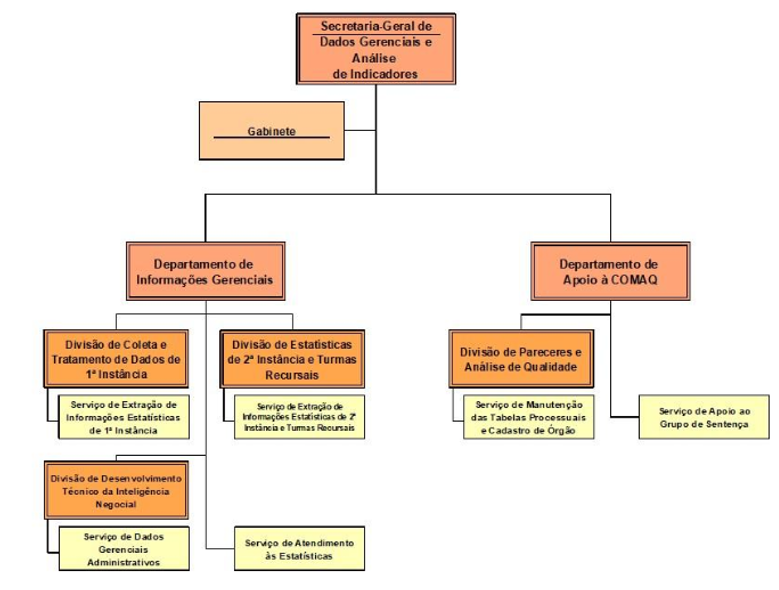 Secretaria-Geral de
Dados Gerenciais e
Análise
de Indicadores
Gabinete
Departamento de
Informações Gerenciais
Departamento de
Apoio à COMAQ
Divisão de Coleta e
Tratamento de Dados de
1ª Instância
Divisão de Estatísticas
de 2ª Instância e Turmas
Recursais
Divisão de Pareceres e
Análise de Qualidade
Serviço de Extração de
Informações Estatísticas
de 1ª Instância
Serviço de Extração de
Informações Estatísticas de 2ª
Instância e Turmas Recursais
Serviço de Manutenção
das Tabelas Processuais
e Cadastro de Órgão
Serviço de Apoio ao
Grupo de Sentença
Divisão de Desenvolvimento
Técnico da Inteligência
Negocial
Serviço de Dados
Gerenciais
Administrativos
Serviço de Atendimento
às Estatísticas